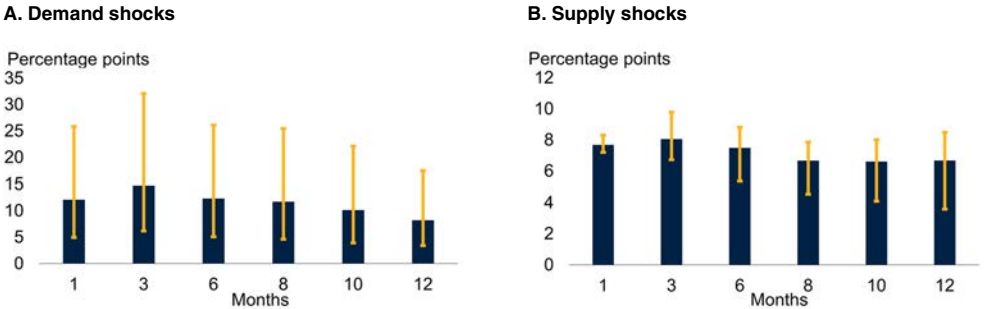 A. Demand shocks
Percentage points
35
30
25
20
15
10
5
0
1 3 6 8 10 12
Months
B. Supply shocks
Percentage points
12
10
8
6
4
2
0
1 3 6 8 10 12
Months